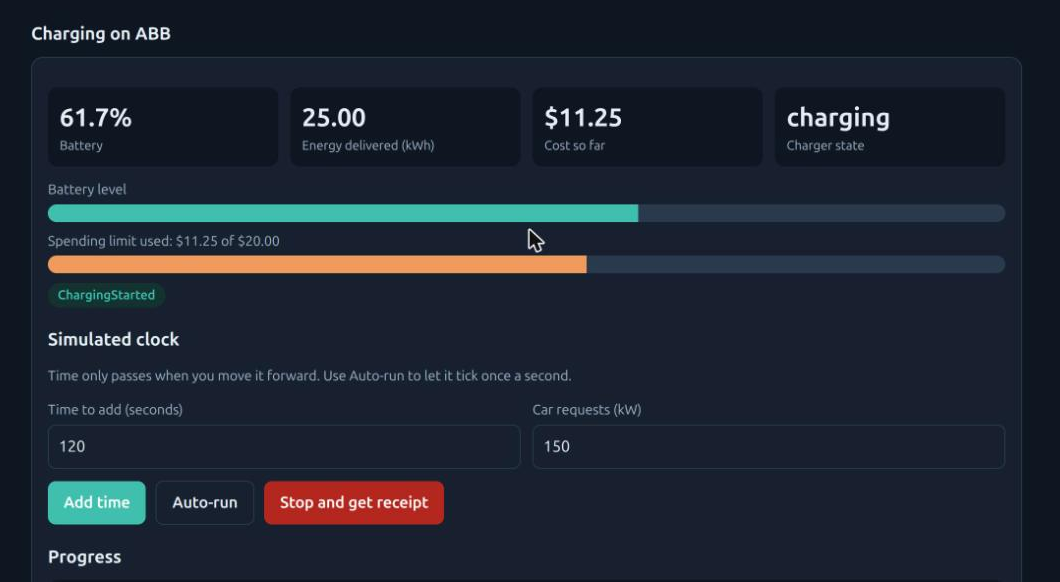 Charging on ABB
61.7%
Battery
25.00
Energy delivered (kWh)
$11.25
Cost so far
charging
Charger state
Battery level
Spending limit used: $11.25 of $20.00
ChargingStarted
Simulated clock
Time only passes when you move it forward. Use Auto-run to let it tick once a second.
Time to add (seconds)
Car requests (kW)
120
150
Add time
Auto-run
Stop and get receipt
Progress